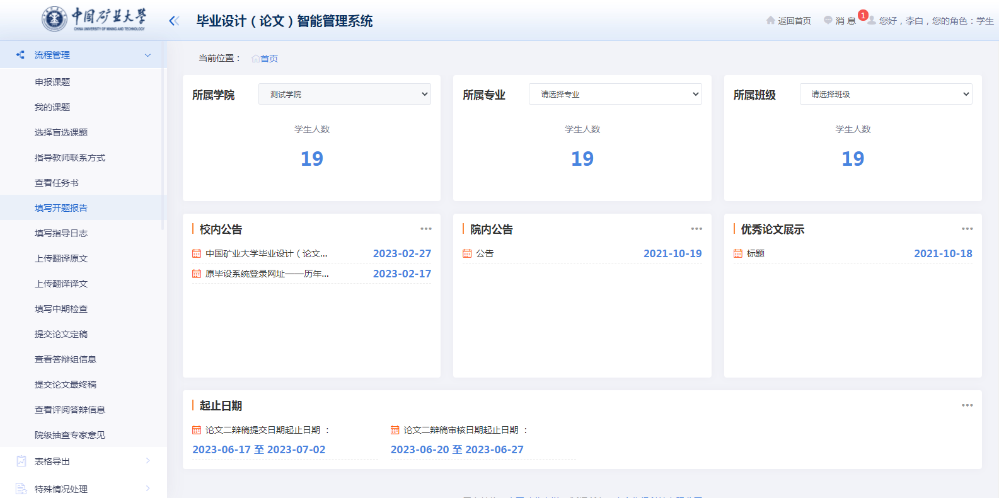 中国矿业大学
CHINA UNIVERSITY OF MINING AND TECHNOLOGY
毕业设计（论文）智能管理系统
返回首页
消 息
1
您好，李白，您的角色：学生
流程管理
申报课题
我的课题
选择盲选课题
指导教师联系方式
查看任务书
填写开题报告
填写指导日志
上传翻译原文
上传翻译译文
填写中期检查
提交论文定稿
查看答辩组信息
提交论文最终稿
查看评阅答辩信息
院级抽查专家意见
表格导出
特殊情况处理
当前位置：
首页
所属学院
测试学院
学生人数
19
所属专业
请选择专业
学生人数
19
所属班级
请选择班级
学生人数
19
校内公告
中国矿业大学毕业设计（论文...
2023-02-27
原毕设系统登录网址——历年...
2023-02-17
院内公告
公告
2021-10-19
优秀论文展示
标题
2021-10-18
起止日期
论文二辩稿提交日期起止日期 ：
2023-06-17 至 2023-07-02
论文二辩稿审核日期起止日期 ：
2023-06-20 至 2023-06-27